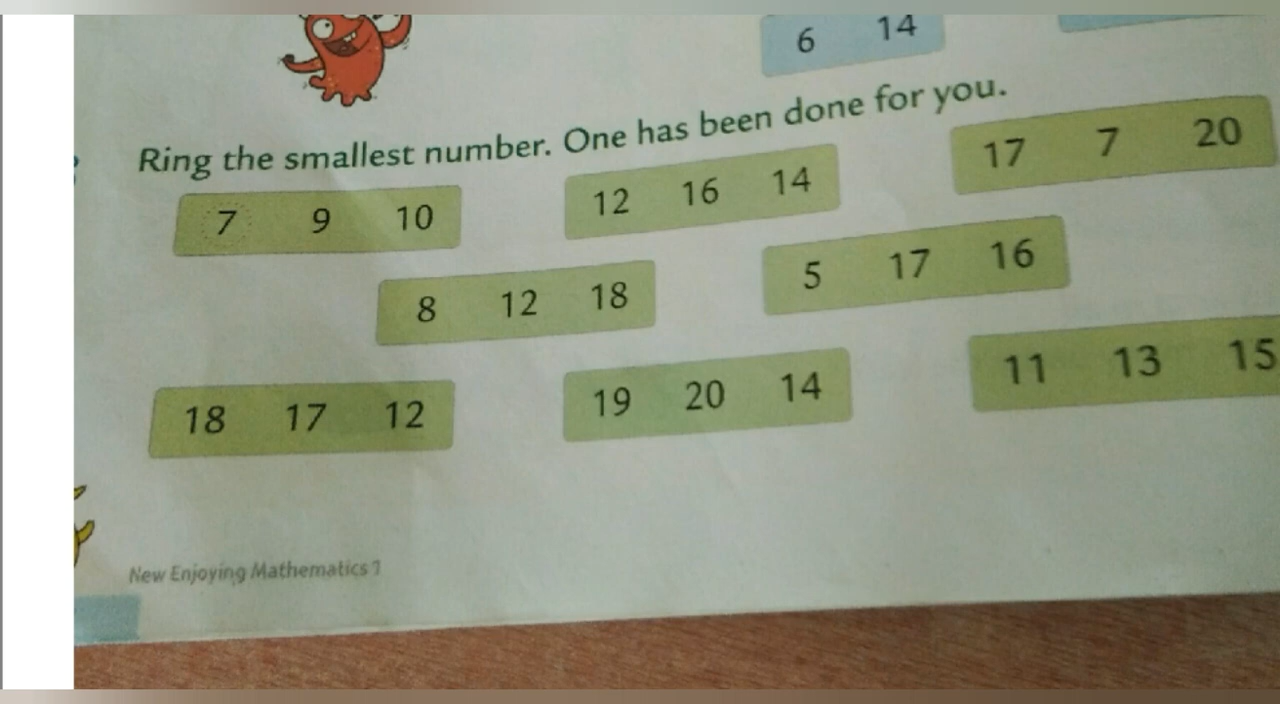 6 14
Ring the smallest number. One has been done for you.
7 9 10
12 16 14
17 7 20
8 12 18
5 17 16
18 17 12
19 20 14
11 13 15
New Enjoying Mathematics 1